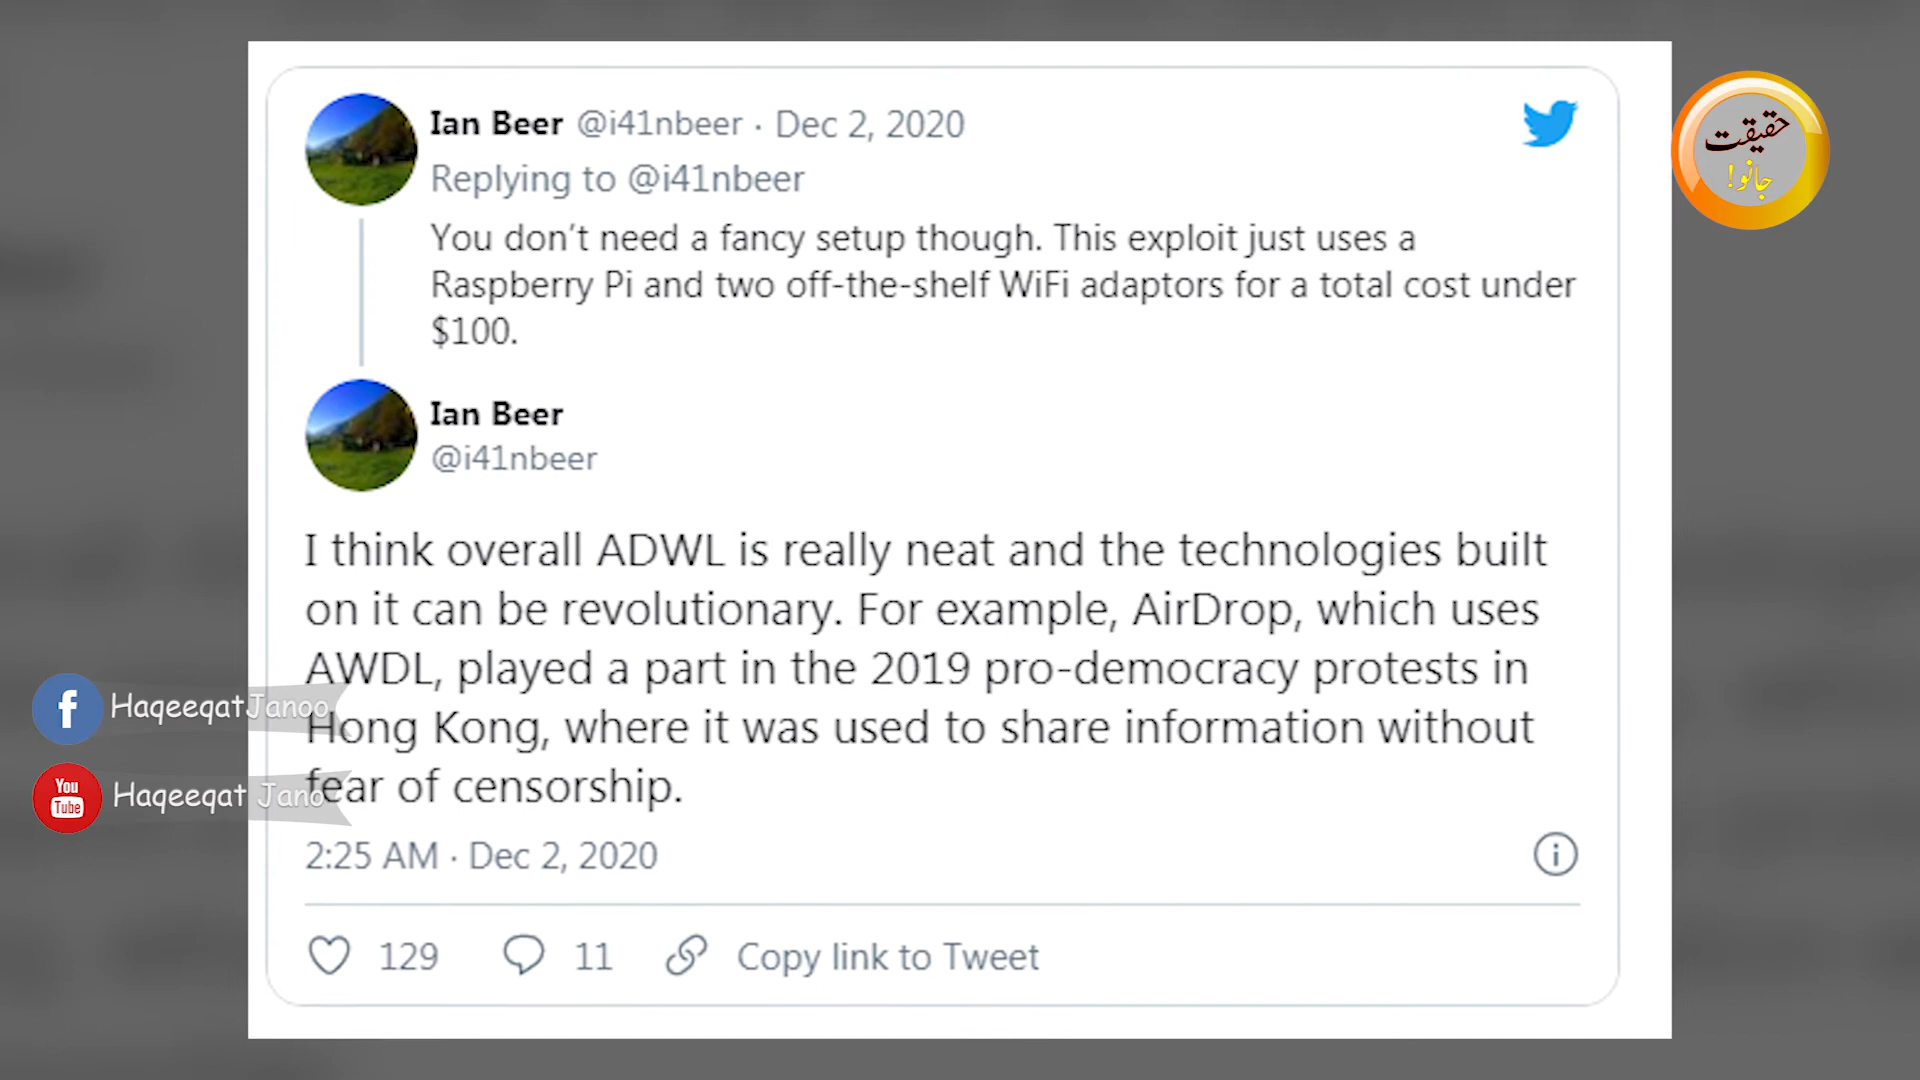 Ian Beer @i41nbeer · Dec 2, 2020
Replying to @i41nbeer
You don't need a fancy setup though. This exploit just uses a
Raspberry Pi and two off-the-shelf WiFi adaptors for a total cost under
$100.
Ian Beer
@i41nbeer
I think overall ADWL is really neat and the technologies built
on it can be revolutionary. For example, AirDrop, which uses
AWDL, played a part in the 2019 pro-democracy protests in
Hong Kong, where it was used to share information without
fear of censorship.
2:25 AM · Dec 2, 2020
129 11 Copy link to Tweet
حقیقت
جانو!
f HaqeeqatJanoo
You
Tube
Haqeeqat Jano